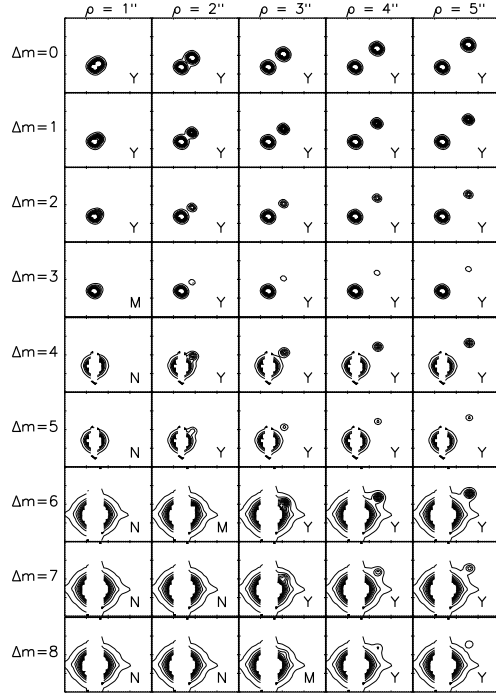 ρ = 1" ρ = 2" ρ = 3" ρ = 4" ρ = 5"
Δm=0 Y Y Y Y Y
Δm=1 Y Y Y Y Y
Δm=2 Y Y Y Y Y
Δm=3 M Y Y Y Y
Δm=4 N Y Y Y Y
Δm=5 N Y Y Y Y
Δm=6 N M Y Y Y
Δm=7 N N Y Y Y
Δm=8 N N M Y Y